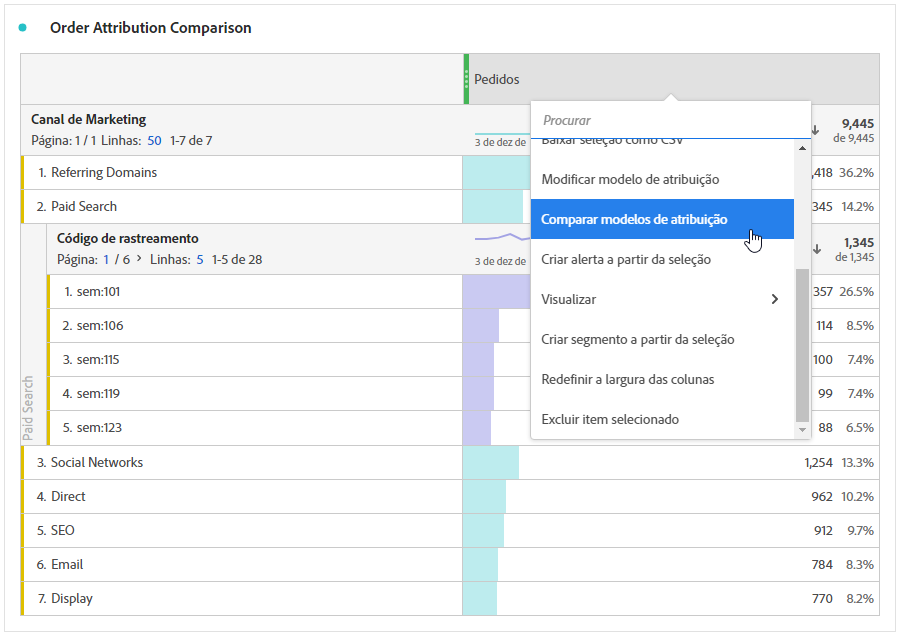 Order Attribution Comparison
Pedidos
Procurar
Canal de Marketing
Página: 1 / 1 Linhas: 50 1-7 de 7
3 de dez de
9,445
de 9,445
Baixar seleção como CSV
1. Referring Domains
,418 36.2%
Modificar modelo de atribuição
2. Paid Search
345 14.2%
Comparar modelos de atribuição
Código de rastreamento
Página: 1 / 6 > Linhas: 5 1-5 de 28
3 de dez de
1,345
de 1,345
Criar alerta a partir da seleção
1. sem:101
357 26.5%
Visualizar
2. sem:106
114 8.5%
Criar segmento a partir da seleção
3. sem:115
100 7.4%
Redefinir a largura das colunas
4. sem:119
99 7.4%
Excluir item selecionado
5. sem:123
88 6.5%
Paid Search
3. Social Networks
1,254 13.3%
4. Direct
962 10.2%
5. SEO
912 9.7%
6. Email
784 8.3%
7. Display
770 8.2%